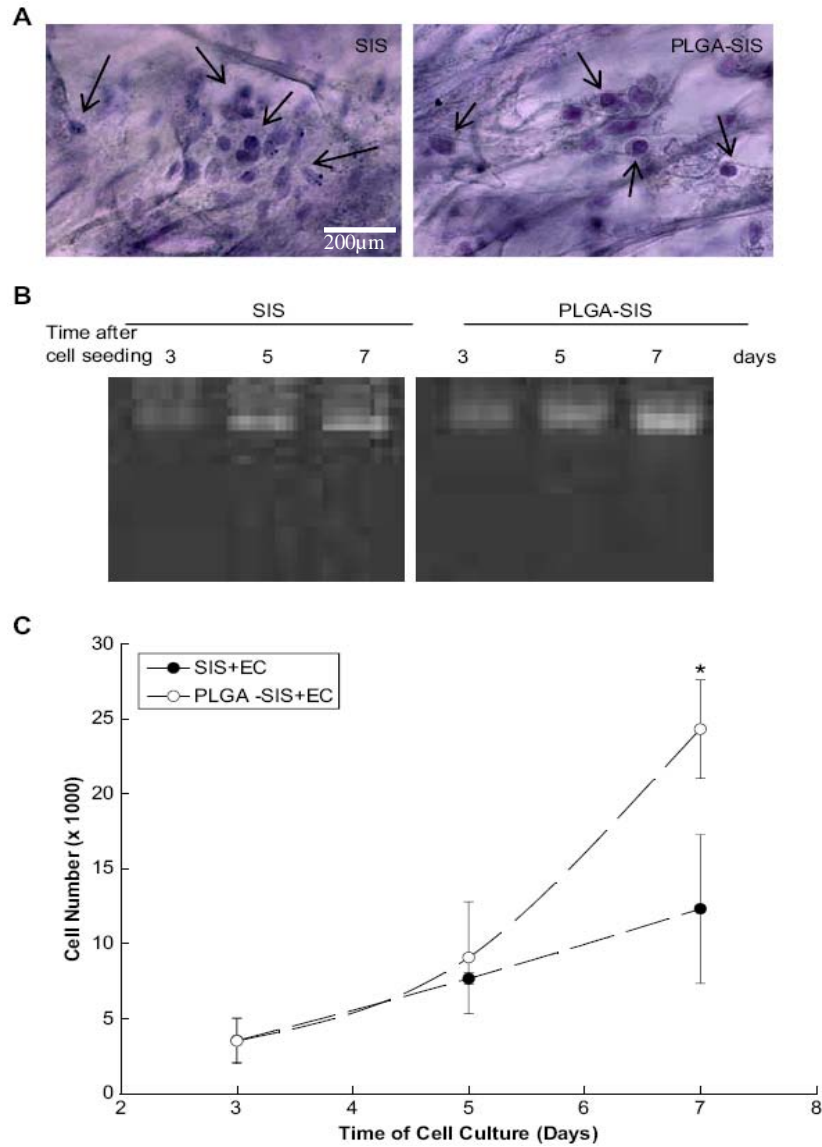 A
SIS
PLGA-SIS
200µm
B
SIS
PLGA-SIS
Time after
cell seeding 3 5 7 3 5 7 days
C
30
25
20
15
10
5
0
Cell Number (x 1000)
SIS+EC
PLGA -SIS+EC
*
2 3 4 5 6 7 8
Time of Cell Culture (Days)